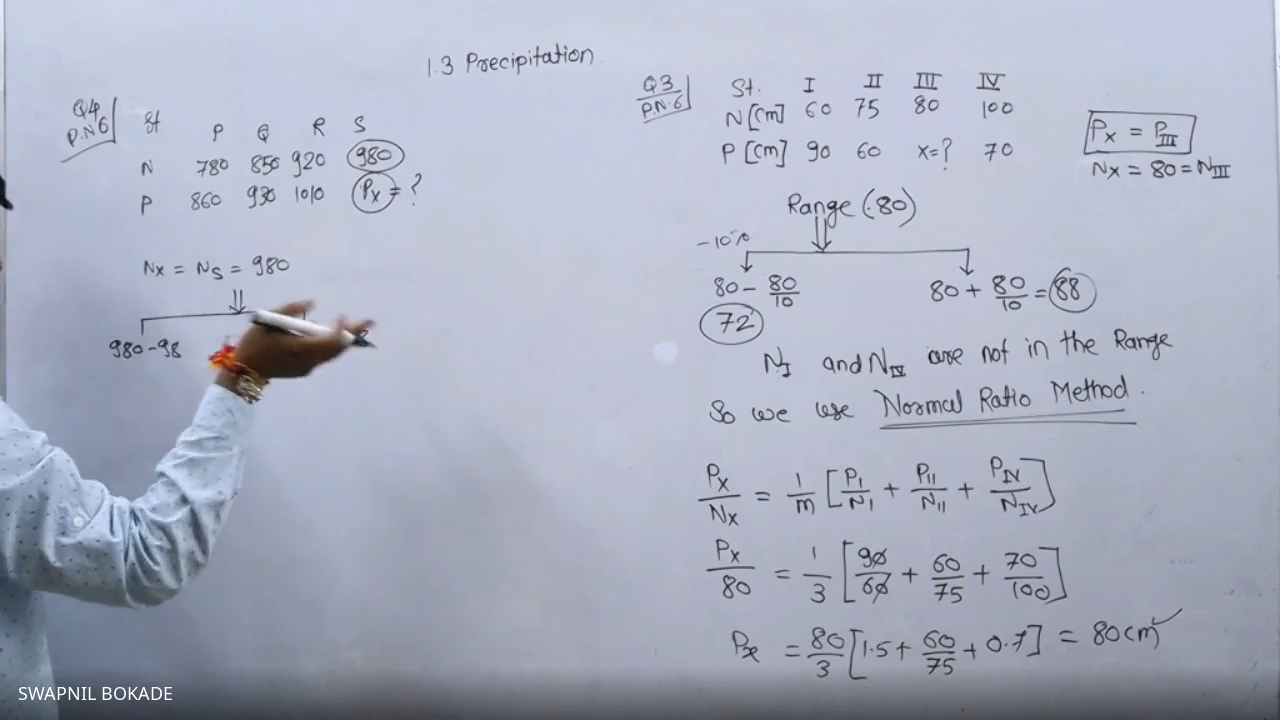 1.3 Precipitation.
Q4
P.N6
St P Q R S
N 780 850 920 980
P 860 930 1010 Px = ?
Nx = Ns = 980
980-98
Q3
P.N.6
St. I II III IV
N[cm] 60 75 80 100
P [cm] 90 60 x=? 70
Px = PIII
Nx = 80 = NIII
Range (80)
-10%
80 - 80/10
80 + 80/10 = 88
72
NI and NIV are not in the Range
So we use Normal Ratio Method.
Px/Nx = 1/m [PI/NI + PII/NII + PIV/NIV]
Px/80 = 1/3 [90/60 + 60/75 + 70/100]
Px = 80/3 [1.5 + 60/75 + 0.7] = 80cm
SWAPNIL BOKADE